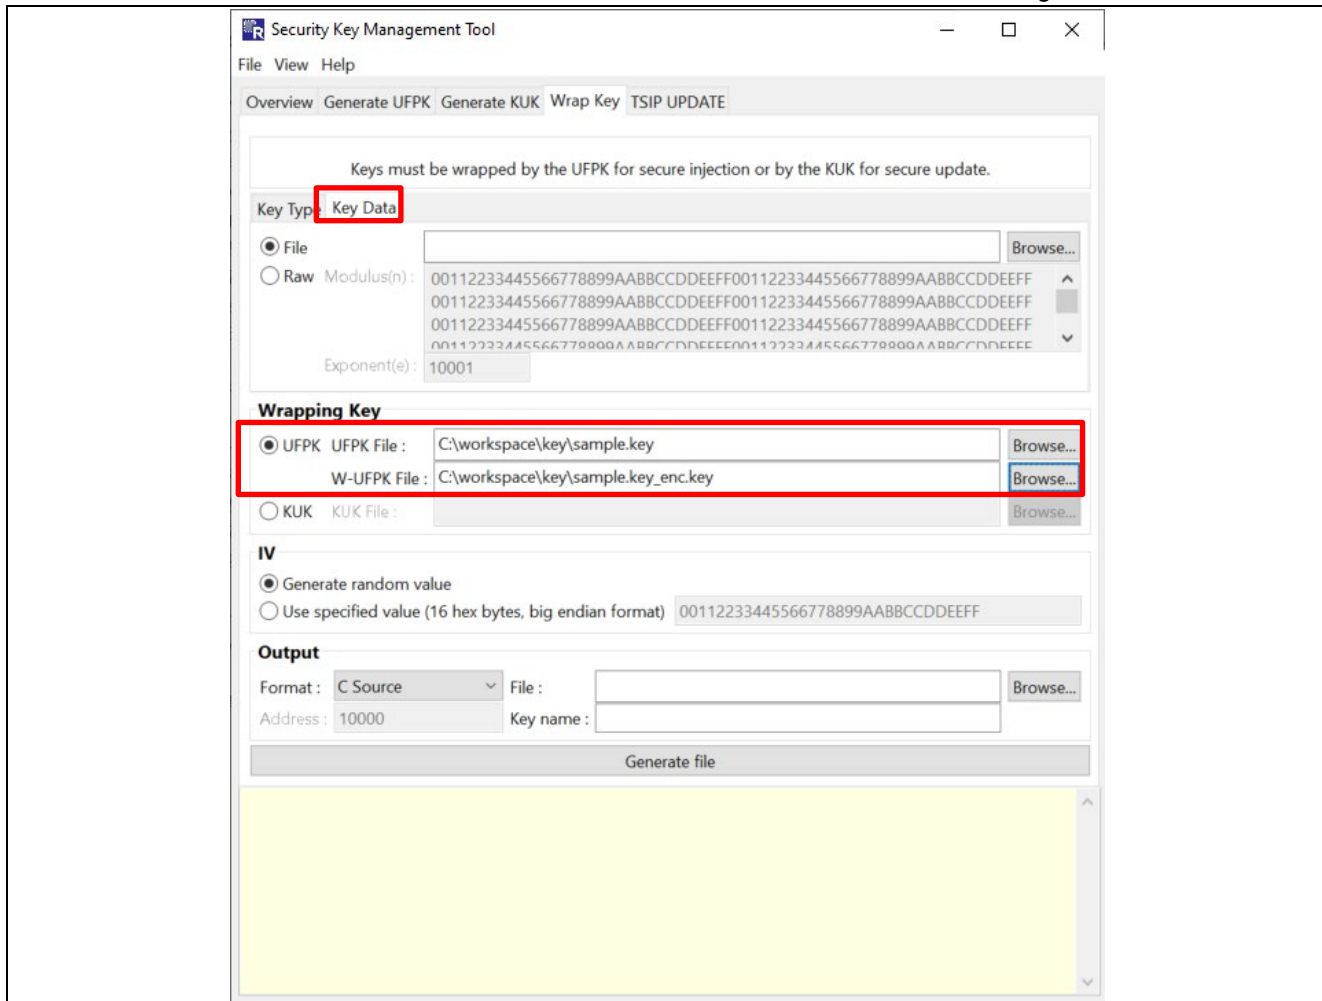 Security Key Management Tool
File View Help
Overview Generate UFPK Generate KUK Wrap Key TSIP UPDATE
Keys must be wrapped by the UFPK for secure injection or by the KUK for secure update.
Key Type Key Data
File Browse...
Raw Modulus(n) : 00112233445566778899AABBCCDDEEFF00112233445566778899AABBCCDDEEFF
00112233445566778899AABBCCDDEEFF00112233445566778899AABBCCDDEEFF
00112233445566778899AABBCCDDEEFF00112233445566778899AABBCCDDEEFF
00112233445566778899AABBCCDDEEFF00112233445566778899AABBCCDDEEFF
Exponent(e) : 10001
Wrapping Key
UFPK UFPK File : C:\workspace\key\sample.key Browse...
W-UFPK File : C:\workspace\key\sample.key_enc.key Browse...
KUK KUK File : Browse...
IV
Generate random value
Use specified value (16 hex bytes, big endian format) 00112233445566778899AABBCCDDEEFF
Output
Format : C Source File : Browse...
Address : 10000 Key name :
Generate file